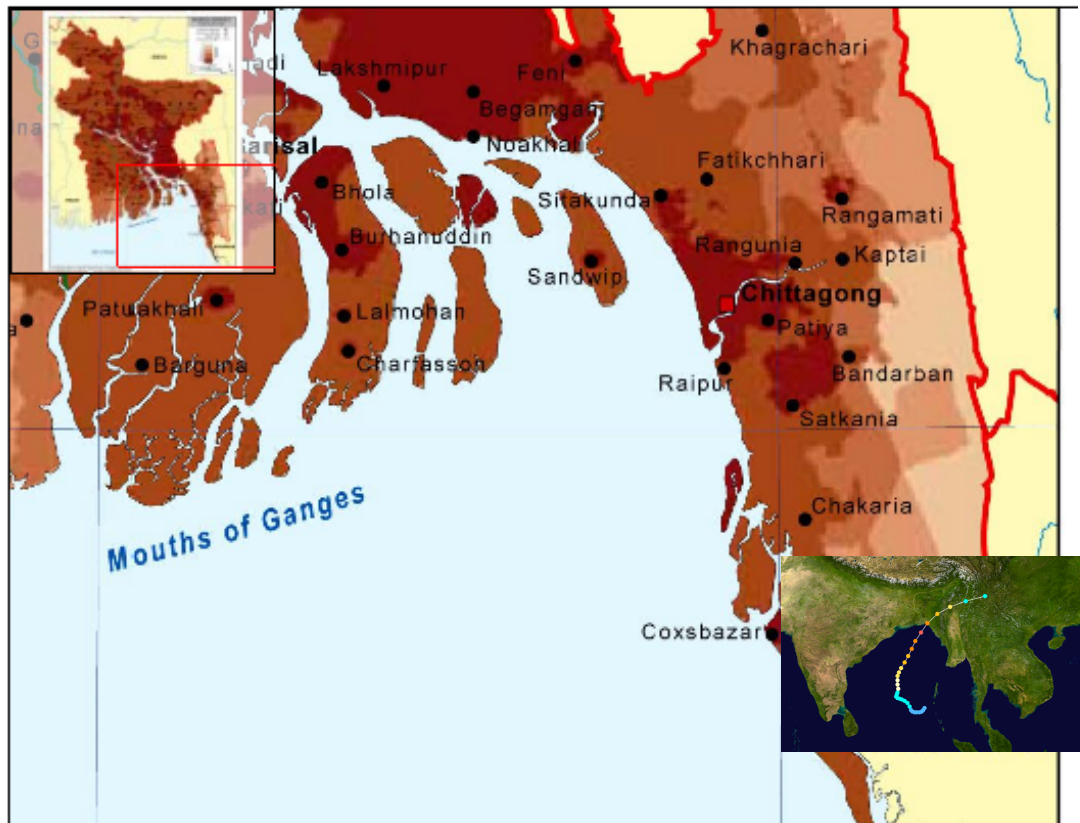 Khagrachari
Lakshmipur
Feni
Begamganj
Noakhali
Fatikchhari
Bhola
Sitakunda
Rangamati
Burhanuddin
Rangunia
Kaptai
Sandwip
Patuakhali
Chittagong
Lalmohan
Patiya
Barguna
Charfasson
Raipur
Bandarban
Satkania
Mouths of Ganges
Chakaria
Coxsbazar